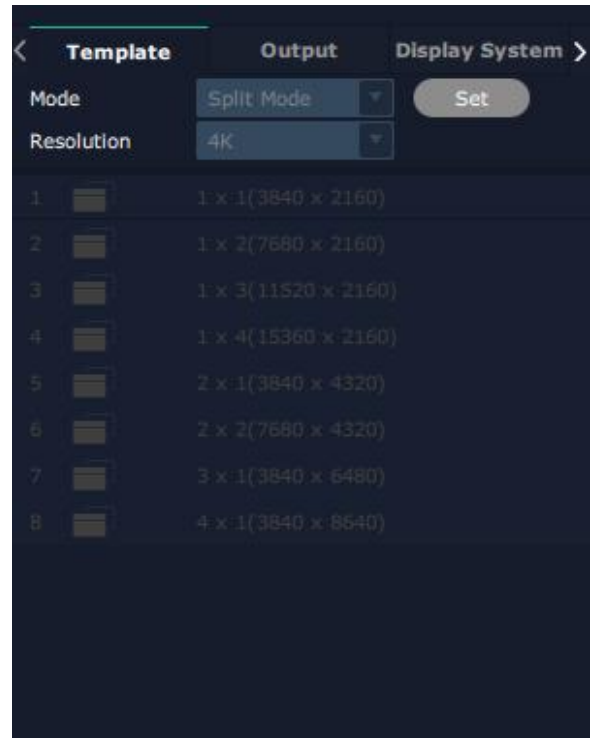 Template Output Display System
Mode Split Mode Set
Resolution 4K
1 1 x 1(3840 x 2160)
2 1 x 2(7680 x 2160)
3 1 x 3(11520 x 2160)
4 1 x 4(15360 x 2160)
5 2 x 1(3840 x 4320)
6 2 x 2(7680 x 4320)
7 3 x 1(3840 x 6480)
8 4 x 1(3840 x 8640)